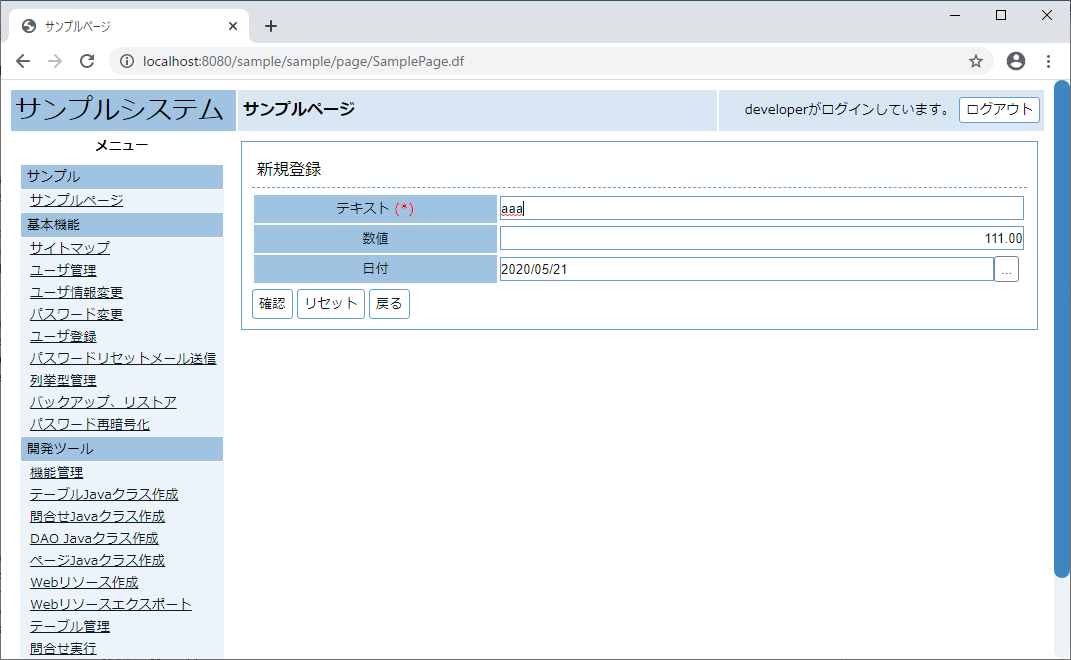 サンプルページ
localhost:8080/sample/sample/page/SamplePage.df
サンプルシステム
サンプルページ
developerがログインしています。 ログアウト
メニュー
サンプル
サンプルページ
基本機能
サイトマップ
ユーザ管理
ユーザ情報変更
パスワード変更
ユーザ登録
パスワードリセットメール送信
列挙型管理
バックアップ、リストア
パスワード再暗号化
開発ツール
機能管理
テーブルJavaクラス作成
問合せJavaクラス作成
DAO Javaクラス作成
ページJavaクラス作成
Webリソース作成
Webリソースエクスポート
テーブル管理
問合せ実行
新規登録
テキスト (*) aaa
数値 111.00
日付 2020/05/21 ...
確認 リセット 戻る